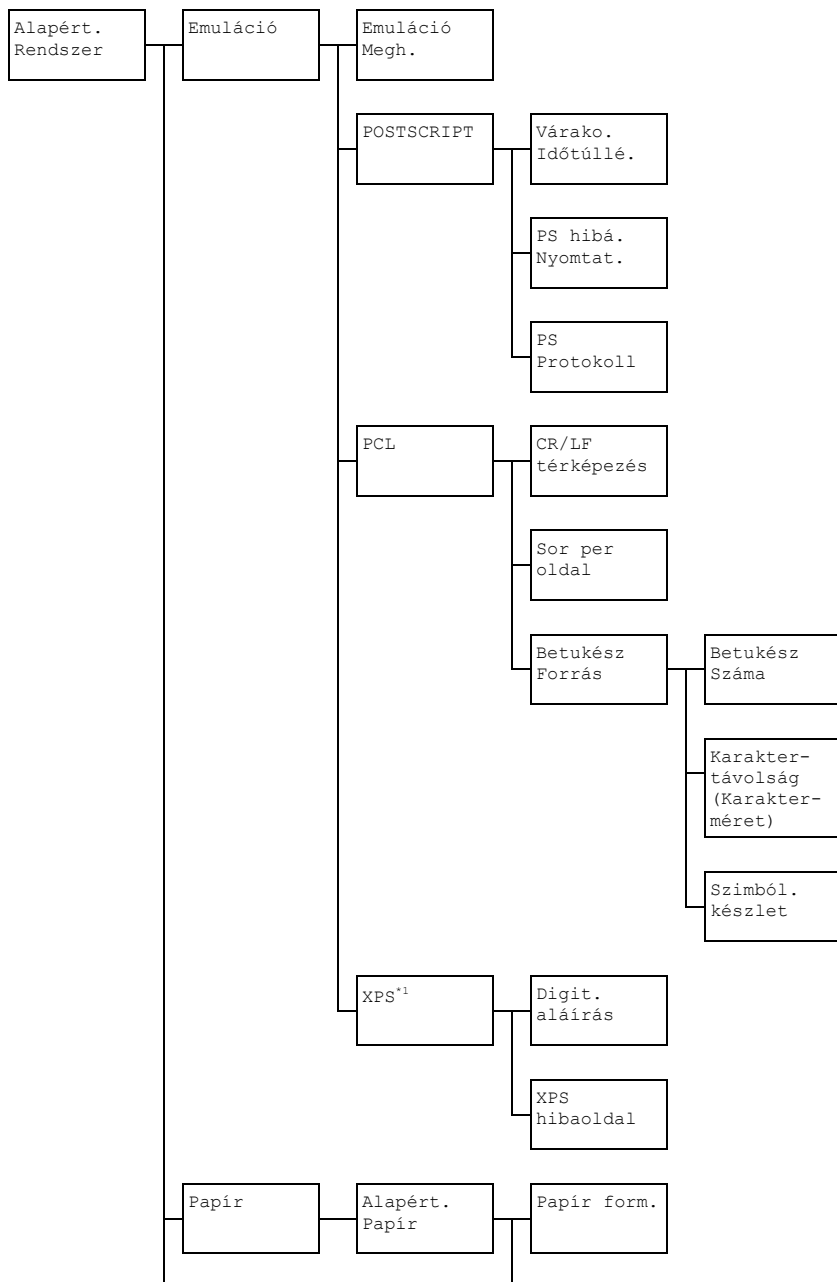 Alapért.
Rendszer
Emuláció
Emuláció
Megh.
POSTSCRIPT
Várako.
Időtúllé.
PS hibá.
Nyomtat.
PS
Protokoll
PCL
CR/LF
térképezés
Sor per
oldal
Betukész
Forrás
Betukész
Száma
Karakter-
távolság
(Karakter-
méret)
Szimból.
készlet
XPS*1
Digit.
aláírás
XPS
hibaoldal
Papír
Alapért.
Papír
Papír form.